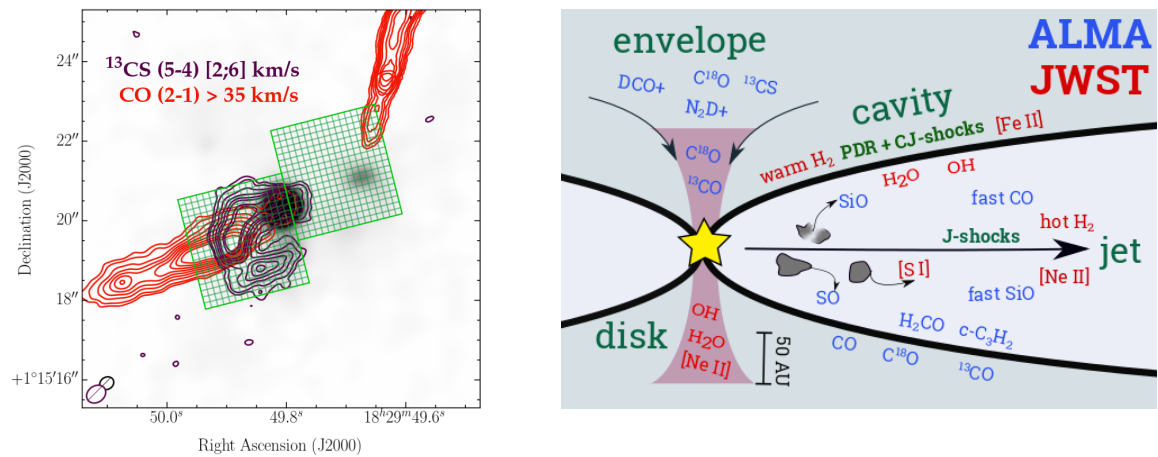 ¹³CS (5-4) [2;6] km/s
CO (2-1) > 35 km/s
24″
22″
20″
18″
+1°15′16″
Declination (J2000)
50.0ˢ
49.8ˢ
18ʰ29ᵐ49.6ˢ
Right Ascension (J2000)
ALMA
JWST
envelope
DCO+
C¹⁸O
¹³CS
N₂D+
C¹⁸O
¹³CO
cavity
warm H₂
PDR + CJ-shocks
[Fe II]
H₂O
OH
SiO
fast CO
hot H₂
J-shocks
jet
[S I]
[Ne II]
SO
fast SiO
H₂CO
c-C₃H₂
CO
C¹⁸O
¹³CO
disk
OH
H₂O
[Ne II]
50 AU